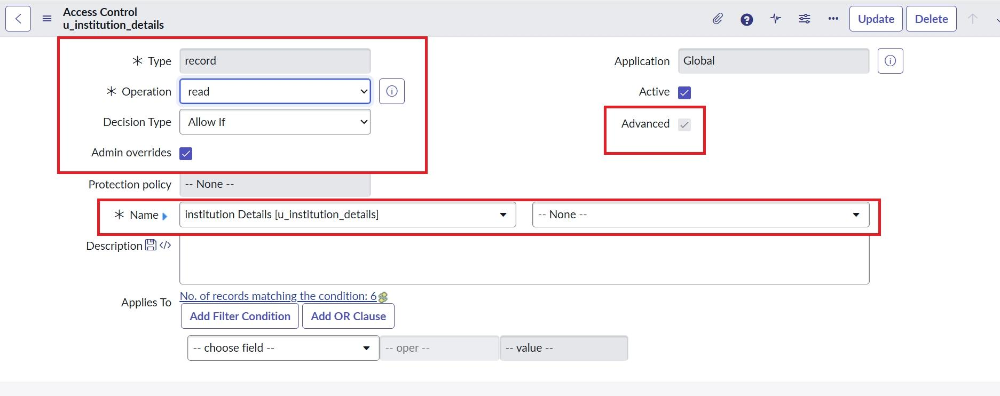 Access Control
u_institution_details
Update
Delete
Type
record
Application
Global
Operation
read
Active
Decision Type
Allow If
Advanced
Admin overrides
Protection policy
-- None --
Name
institution Details [u_institution_details]
-- None --
Description
Applies To
No. of records matching the condition: 6
Add Filter Condition
Add OR Clause
-- choose field --
-- oper --
-- value --